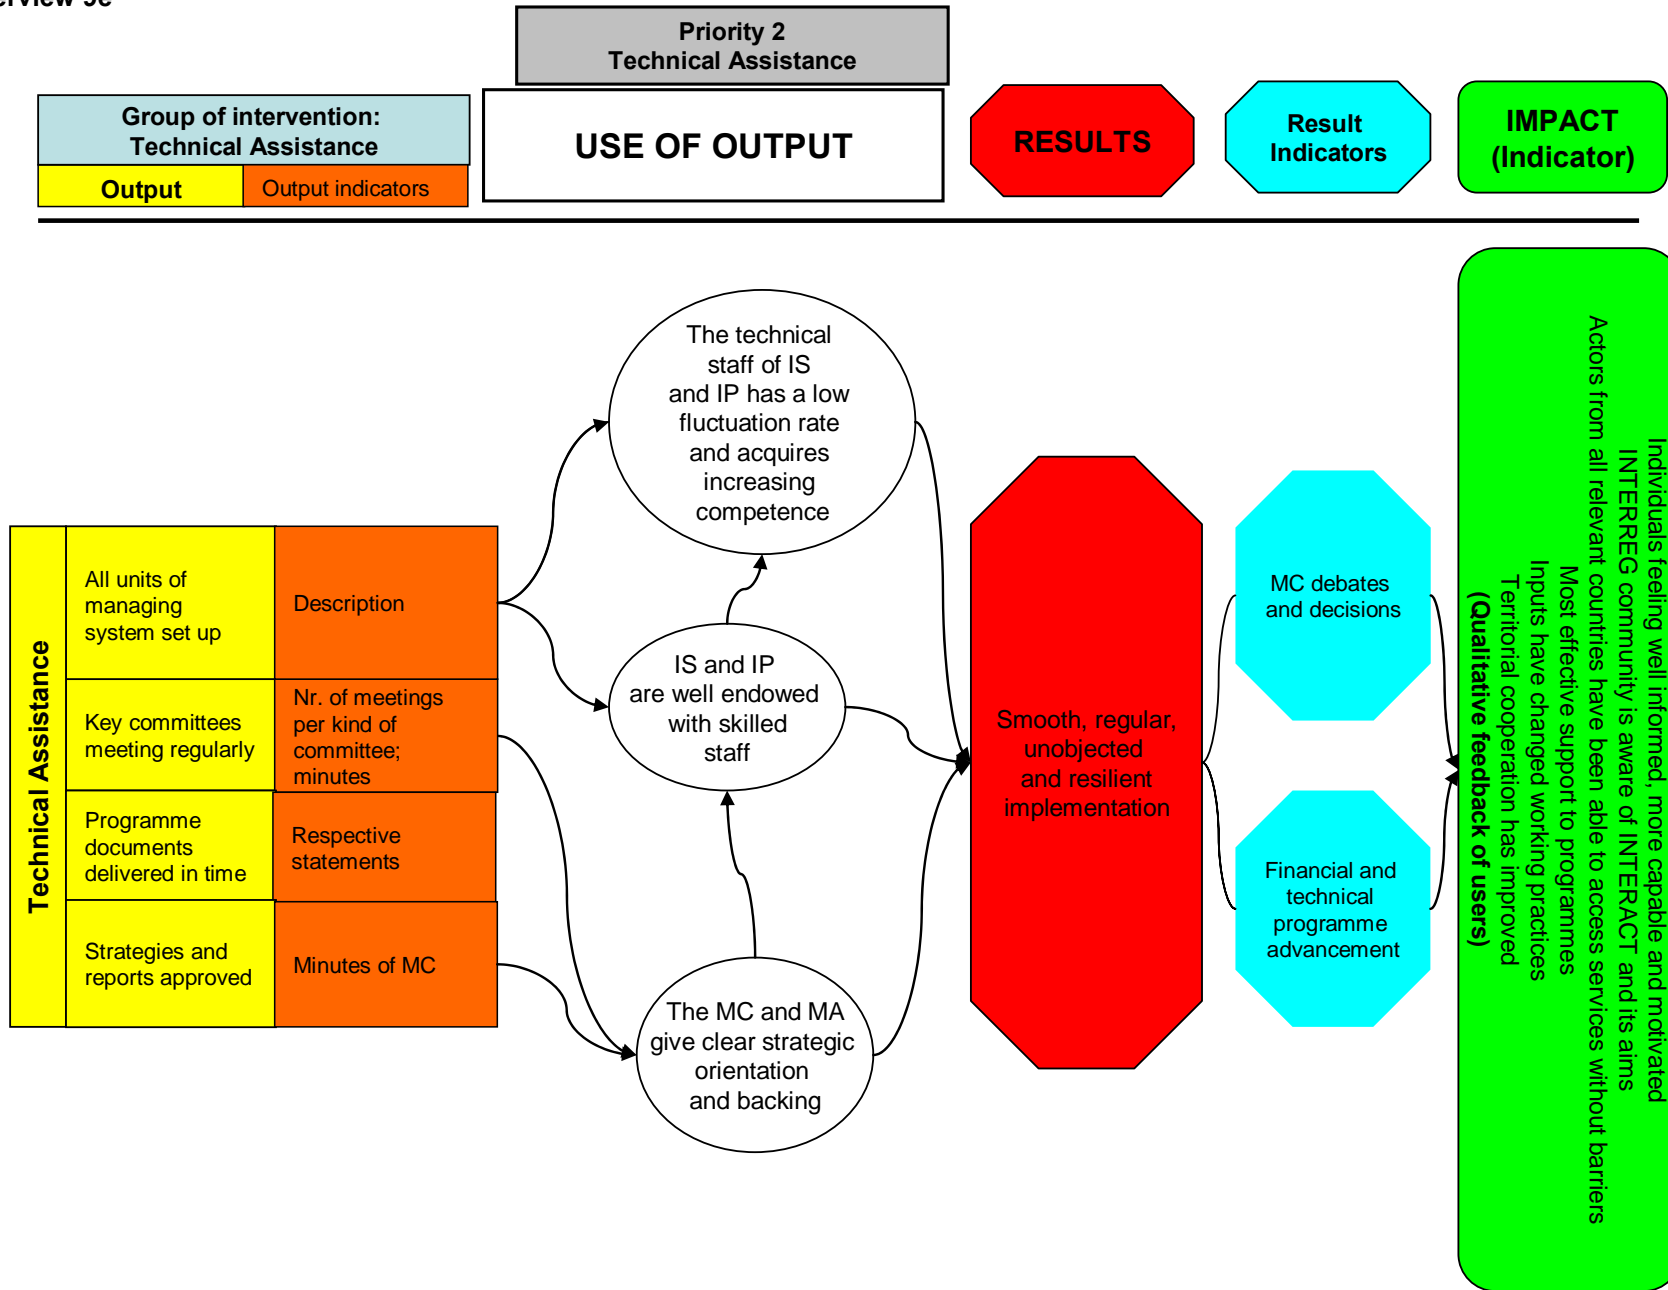 Priority 2
Technical Assistance
Group of intervention:
Technical Assistance
Output
Output indicators
USE OF OUTPUT
RESULTS
Result
Indicators
IMPACT
(Indicator)
Technical Assistance
All units of
managing
system set up
Description
Key committees
meeting regularly
Nr. of meetings
per kind of
committee;
minutes
Programme
documents
delivered in time
Respective
statements
Strategies and
reports approved
Minutes of MC
The technical
staff of IS
and IP has a low
fluctuation rate
and acquires
increasing
competence
IS and IP
are well endowed
with skilled
staff
The MC and MA
give clear strategic
orientation
and backing
Smooth, regular,
unobjected
and resilient
implementation
MC debates
and decisions
Financial and
technical
programme
advancement
Individuals feeling well informed, more capable and motivated
INTERREG community is aware of INTERACT and its aims
Actors from all relevant countries have been able to access services without barriers
Most effective support to programmes
Inputs have changed working practices
Territorial cooperation has improved
(Qualitative feedback of users)